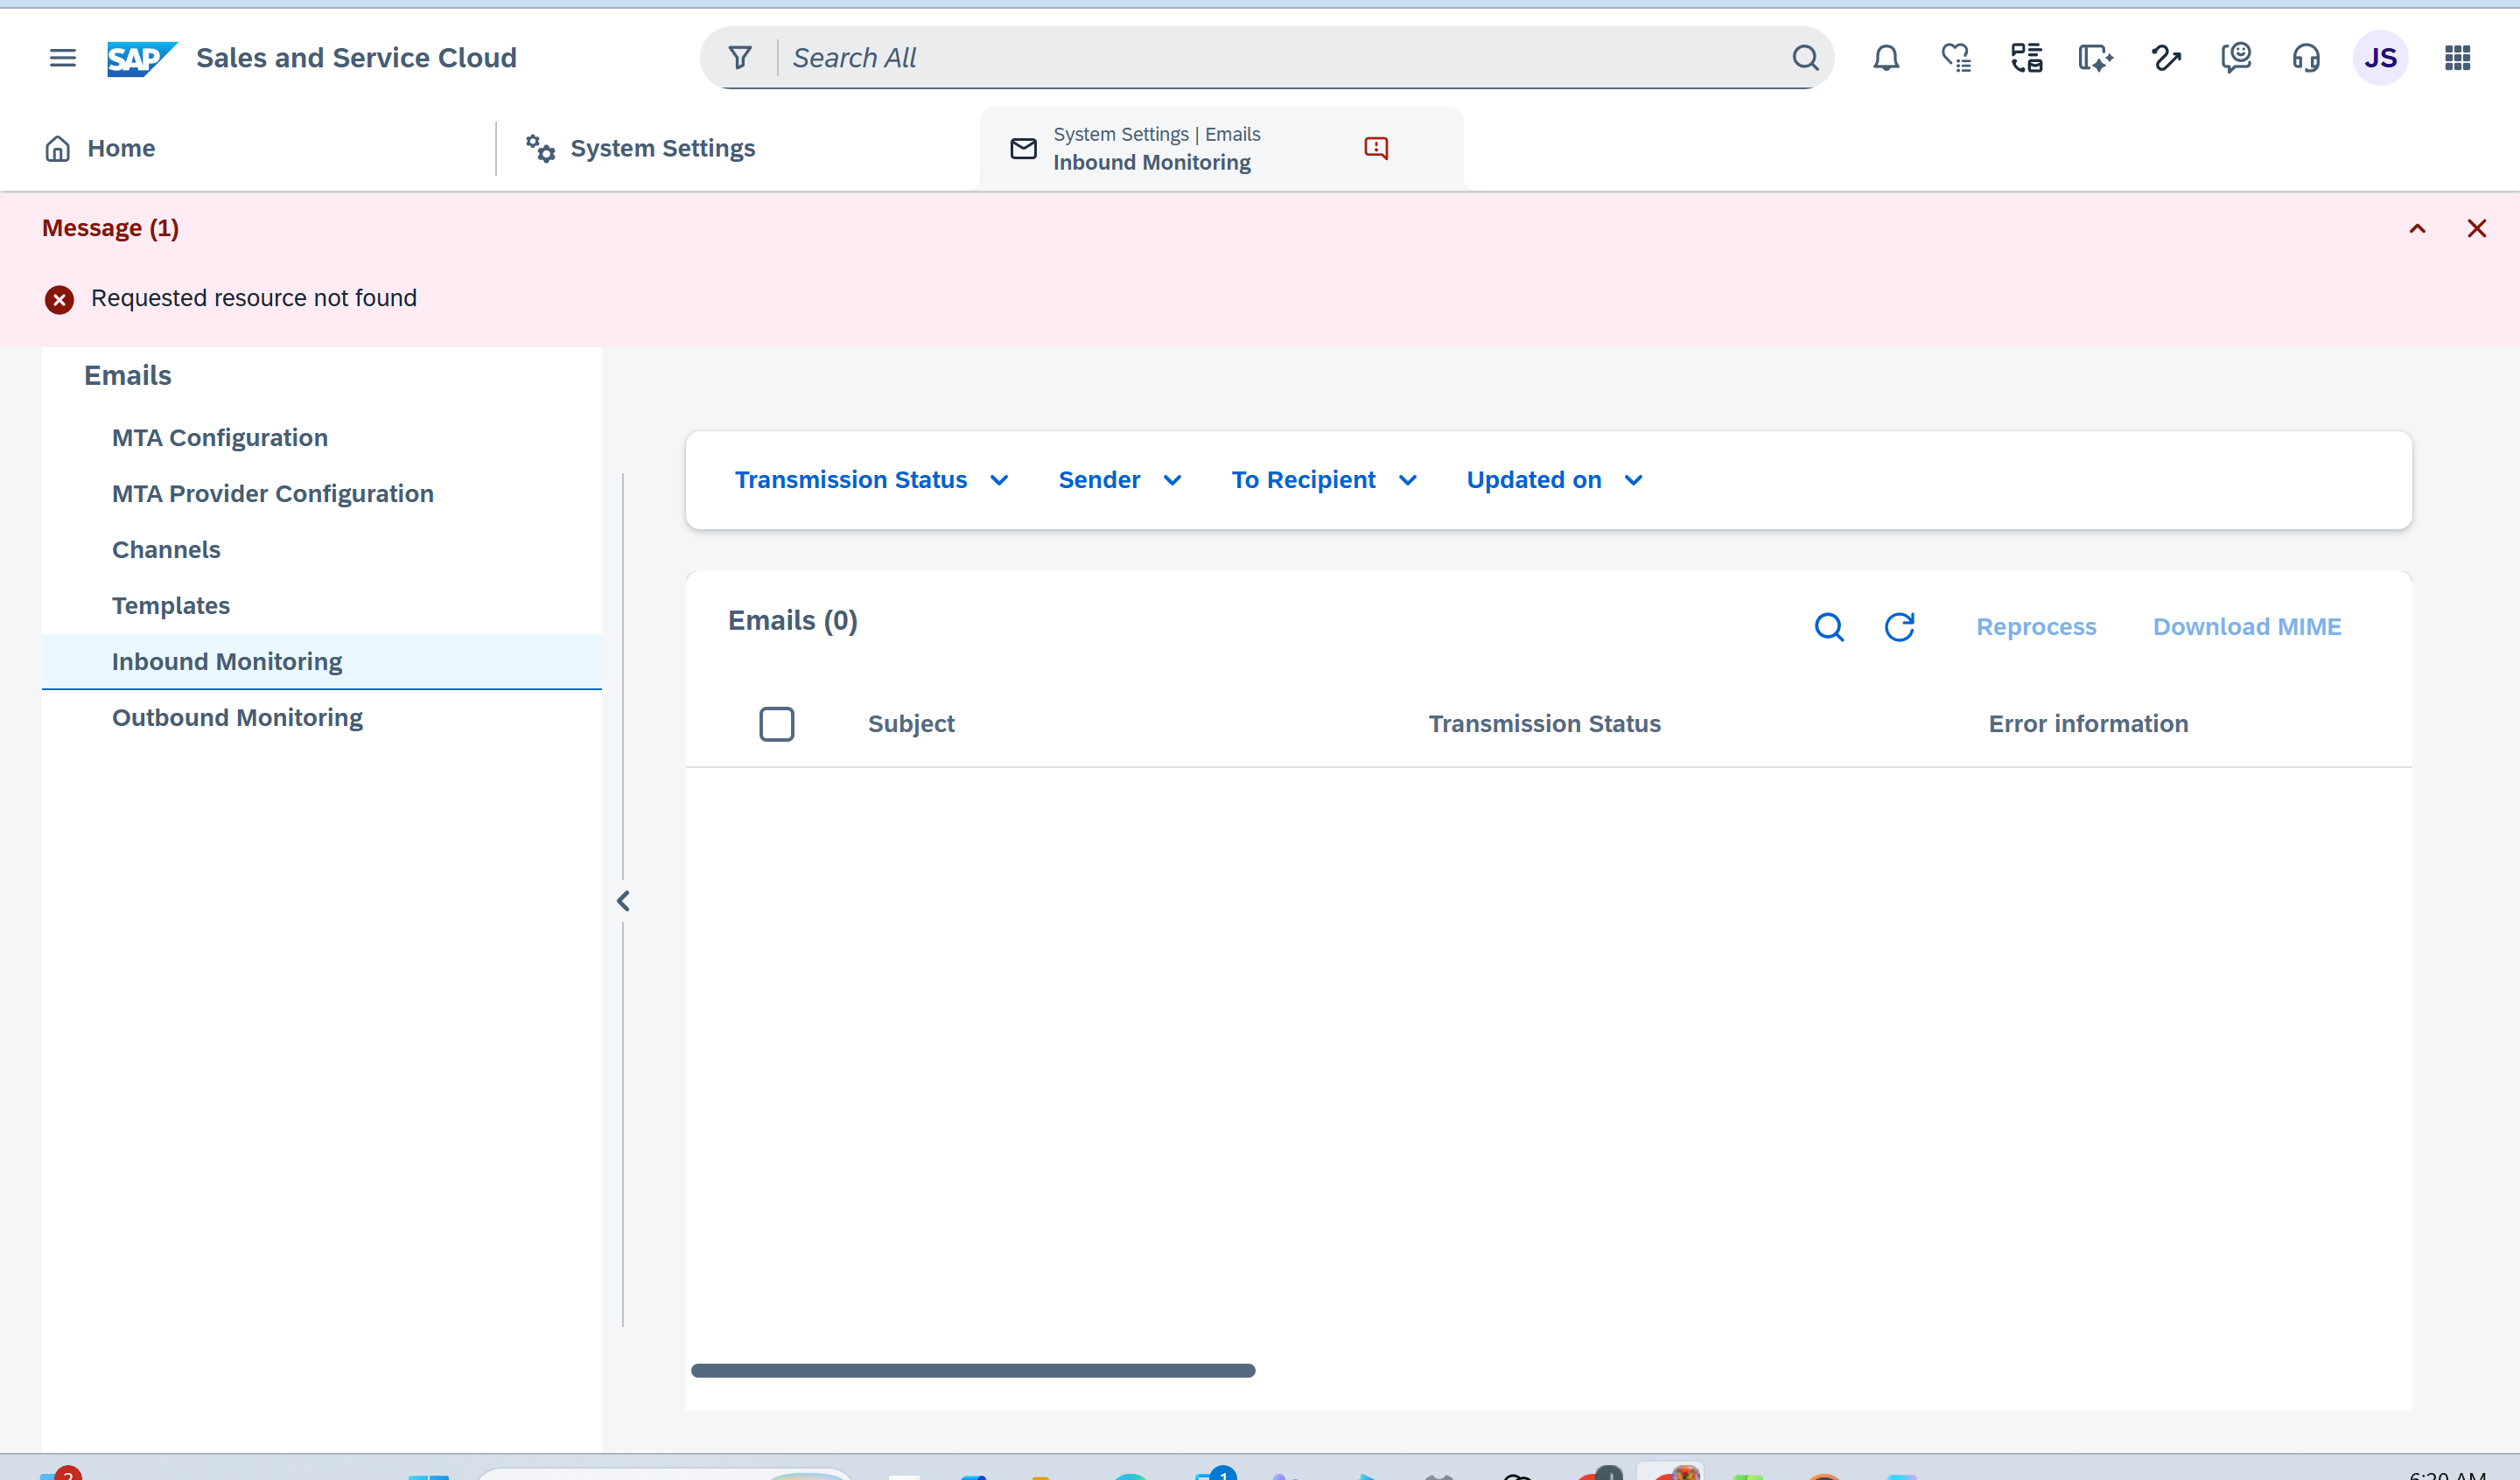 SAP Sales and Service Cloud
Search All
JS
Home
System Settings
System Settings | Emails
Inbound Monitoring
Message (1)
Requested resource not found
Emails
MTA Configuration
MTA Provider Configuration
Channels
Templates
Inbound Monitoring
Outbound Monitoring
Transmission Status
Sender
To Recipient
Updated on
Emails (0)
Reprocess
Download MIME
Subject
Transmission Status
Error information